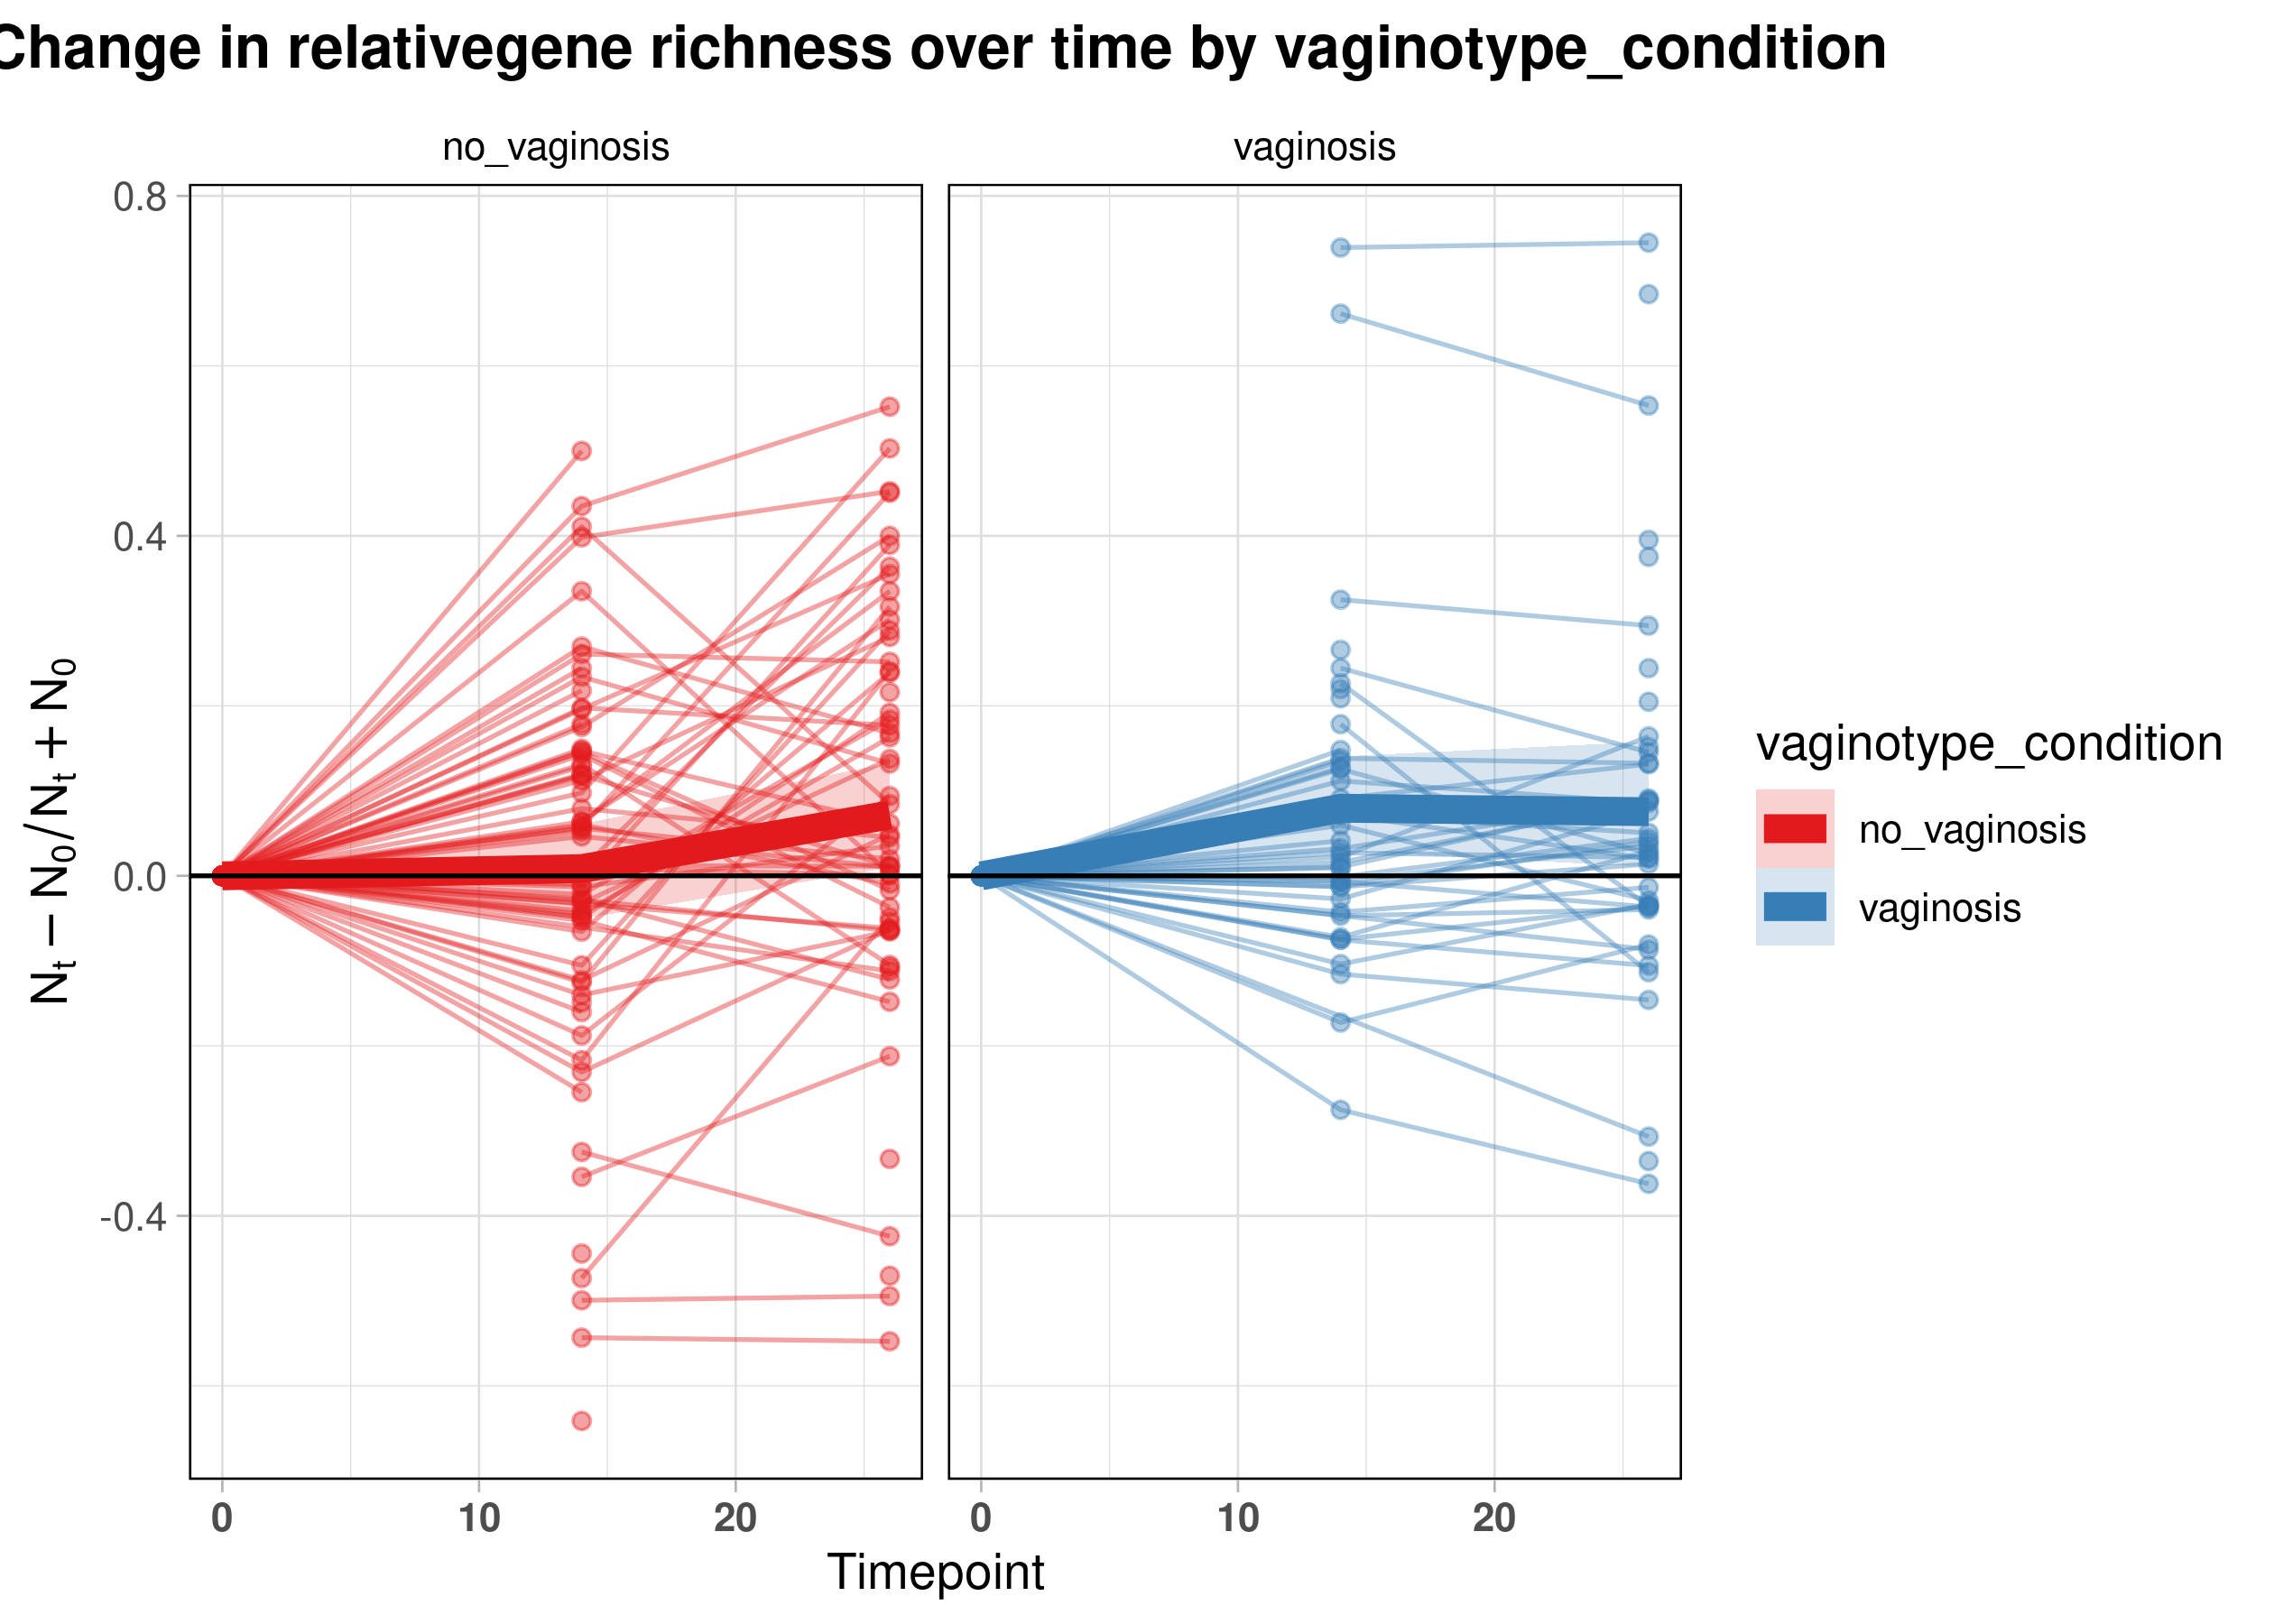 Change in relativegene richness over time by vaginotype_condition
no_vaginosis
vaginosis
0.8
0.4
0.0
-0.4
Nₜ − N₀/Nₜ + N₀
0
10
20
0
10
20
Timepoint
vaginotype_condition
no_vaginosis
vaginosis